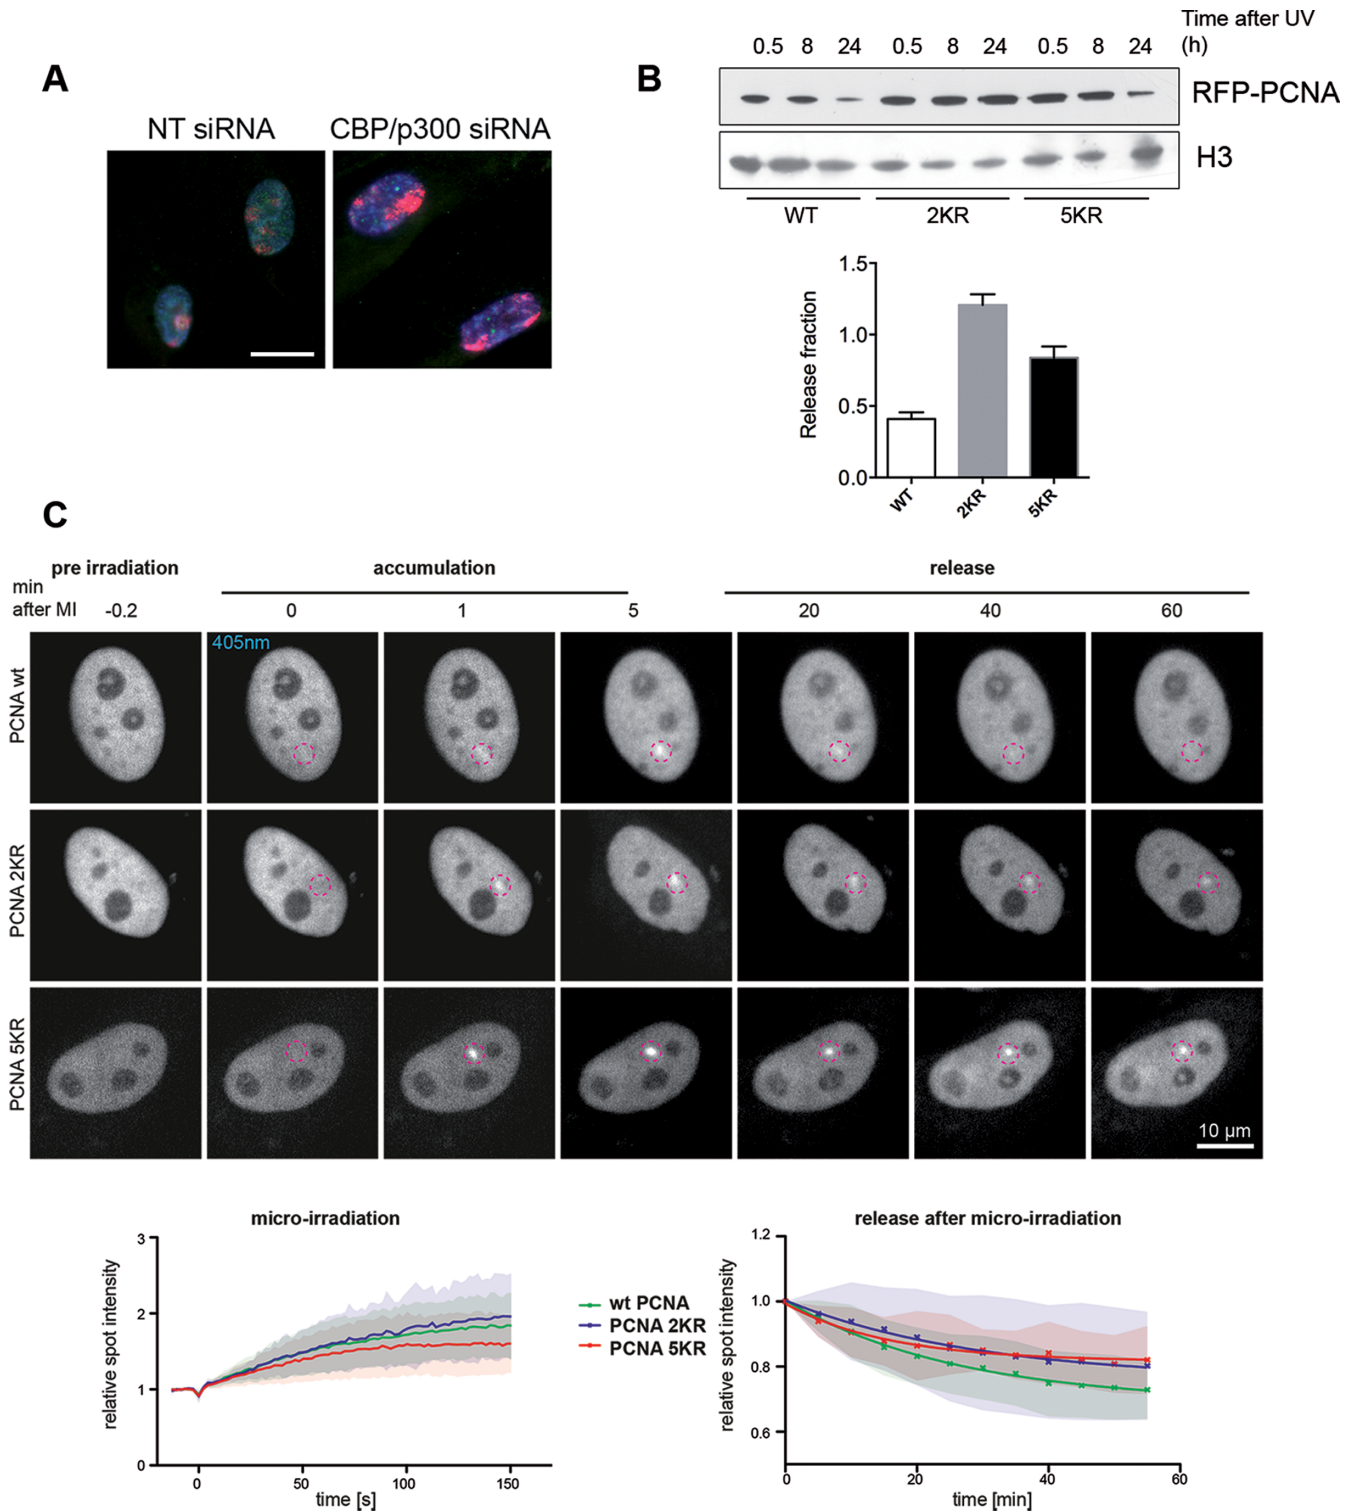 A
NT siRNA
CBP/p300 siRNA
B
Time after UV
(h)
0.5 8 24 0.5 8 24 0.5 8 24
RFP-PCNA
H3
WT 2KR 5KR
Release fraction
1.5
1.0
0.5
0.0
WT 2KR 5KR
C
pre irradiation accumulation release
min
after MI -0.2 0 1 5 20 40 60
PCNA wt
405nm
PCNA 2KR
PCNA 5KR
10 µm
micro-irradiation
relative spot intensity
3
2
1
0
0 50 100 150
time [s]
wt PCNA
PCNA 2KR
PCNA 5KR
release after micro-irradiation
relative spot intensity
1.2
1.0
0.8
0.6
0 20 40 60
time [min]